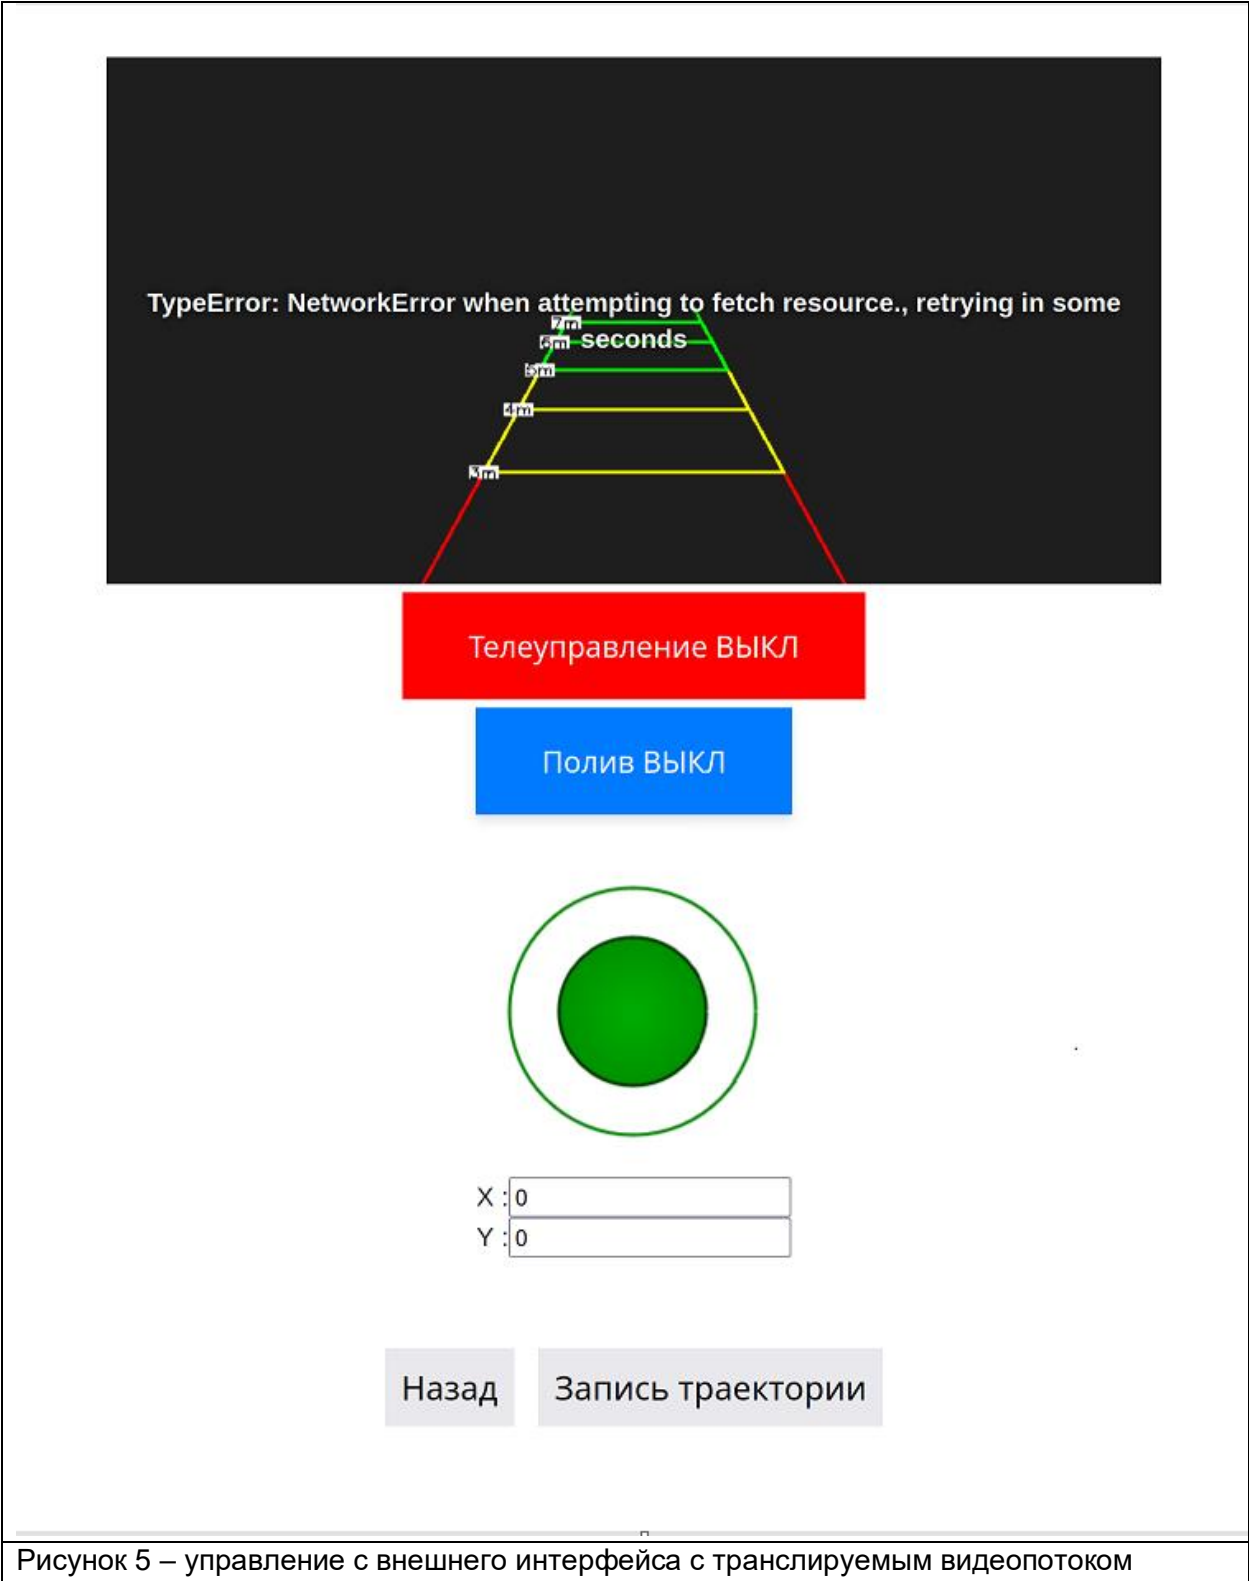 TypeError: NetworkError when attempting to fetch resource., retrying in some
seconds
7m
6m
5m
4m
3m
Телеуправление ВЫКЛ
Полив ВЫКЛ
X : 0
Y : 0
Назад
Запись траектории
Рисунок 5 – управление с внешнего интерфейса с транслируемым видеопотоком